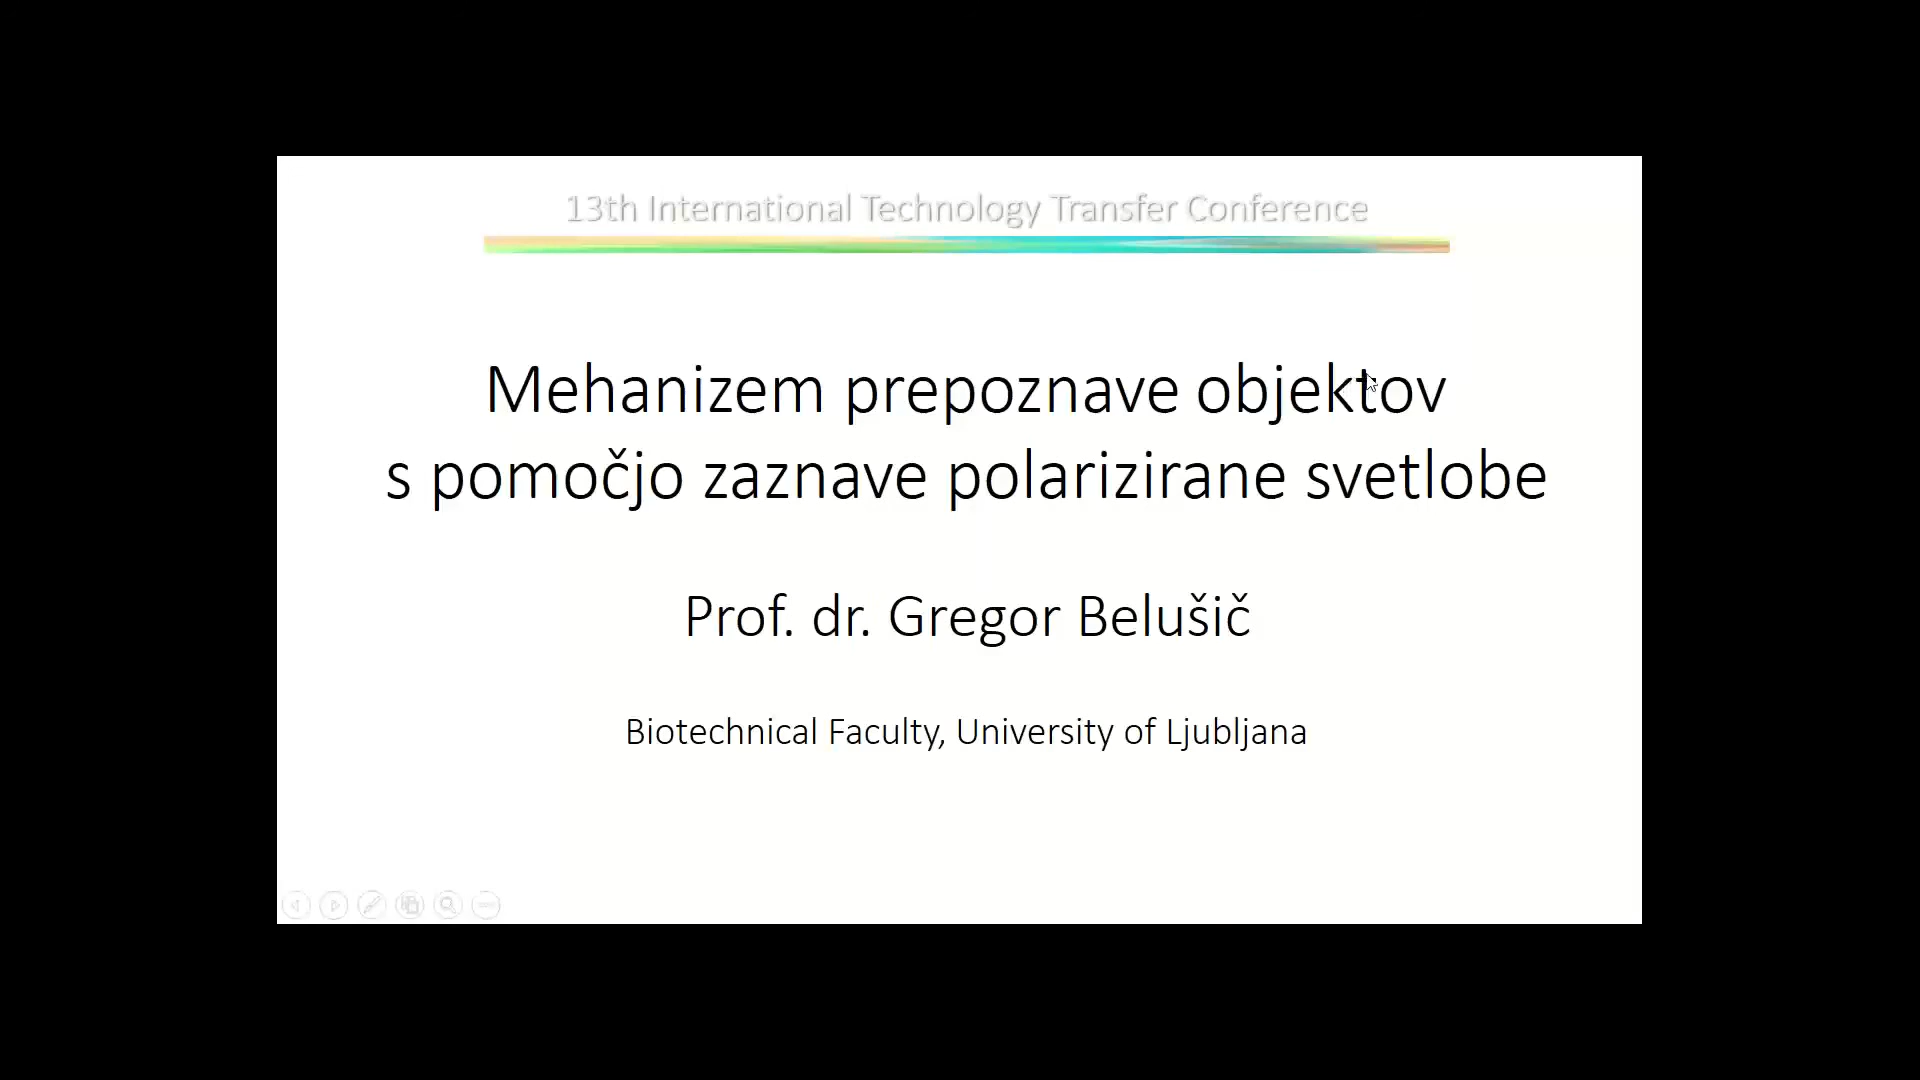 13th International Technology Transfer Conference
Mehanizem prepoznave objektov
s pomočjo zaznave polarizirane svetlobe
Prof. dr. Gregor Belušič
Biotechnical Faculty, University of Ljubljana